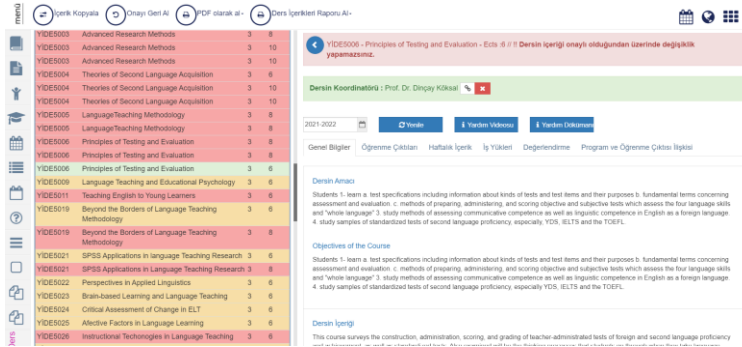 menü
İçerik Kopyala
Onayı Geri Al
PDF olarak al
Ders İçerikleri Raporu Al
YİDE5003 Advanced Research Methods 3 8
YİDE5003 Advanced Research Methods 3 10
YİDE5003 Advanced Research Methods 3 10
YİDE5004 Theories of Second Language Acquisition 3 6
YİDE5004 Theories of Second Language Acquisition 3 10
YİDE5004 Theories of Second Language Acquisition 3 10
YİDE5005 LanguageTeaching Methodology 3 8
YİDE5005 LanguageTeaching Methodology 3 8
YİDE5006 Principles of Testing and Evaluation 3 6
YİDE5006 Principles of Testing and Evaluation 3 8
YİDE5006 Principles of Testing and Evaluation 3 6
YİDE5009 Language Teaching and Educational Psychology 3 6
YİDE5011 Teaching English to Young Learners 3 6
YİDE5019 Beyond the Borders of Language Teaching 3 6
Methodology
YİDE5019 Beyond the Borders of Language Teaching 3 8
Methodology
YİDE5021 SPSS Applications in language Teaching Research 3 6
YİDE5021 SPSS Applications in Language Teaching Research 3 8
YİDE5022 Perspectives in Applied Linguistics 3 6
YİDE5023 Brain-based Learning and Language Teaching 3 6
YİDE5024 Critical Assessment of Change in ELT 3 6
YİDE5025 Afective Factors in Language Learning 3 6
YİDE5026 Instructional Techonogies in Language Teaching 3 6
Ders
YİDE5006 - Principles of Testing and Evaluation - Ects :6 // !! Dersin içeriği onaylı olduğundan üzerinde değişiklik
yapamazsınız.
Dersin Koordinatörü : Prof. Dr. Dinçay Köksal
2021-2022
Yenile
Yardım Videosu
Yardım Dökümanı
Genel Bilgiler Öğrenme Çıktıları Haftalık İçerik İş Yükleri Değerlendirme Program ve Öğrenme Çıktısı İlişkisi
Dersin Amacı
Students 1- learn a. test specifications including information about kinds of tests and test items and their purposes b. fundamental terms concerning
assessment and evaluation. c. methods of preparing, administering, and scoring objective and subjective tests which assess the four language skills
and "whole language" 3. study methods of assessing communicative competence as well as linguistic competence in English as a foreign language.
4. study samples of standardized tests of second language proficiency, especially, YDS, IELTS and the TOEFL.
Objectives of the Course
Students 1- learn a. test specifications including information about kinds of tests and test items and their purposes b. fundamental terms concerning
assessment and evaluation. c. methods of preparing, administering, and scoring objective and subjective tests which assess the four language skills
and "whole language" 3. study methods of assessing communicative competence as well as linguistic competence in English as a foreign language.
4. study samples of standardized tests of second language proficiency, especially, YDS, IELTS and the TOEFL.
Dersin İçeriği
This course surveys the construction, administration, scoring, and grading of teacher-administrated tests of foreign and second language proficiency